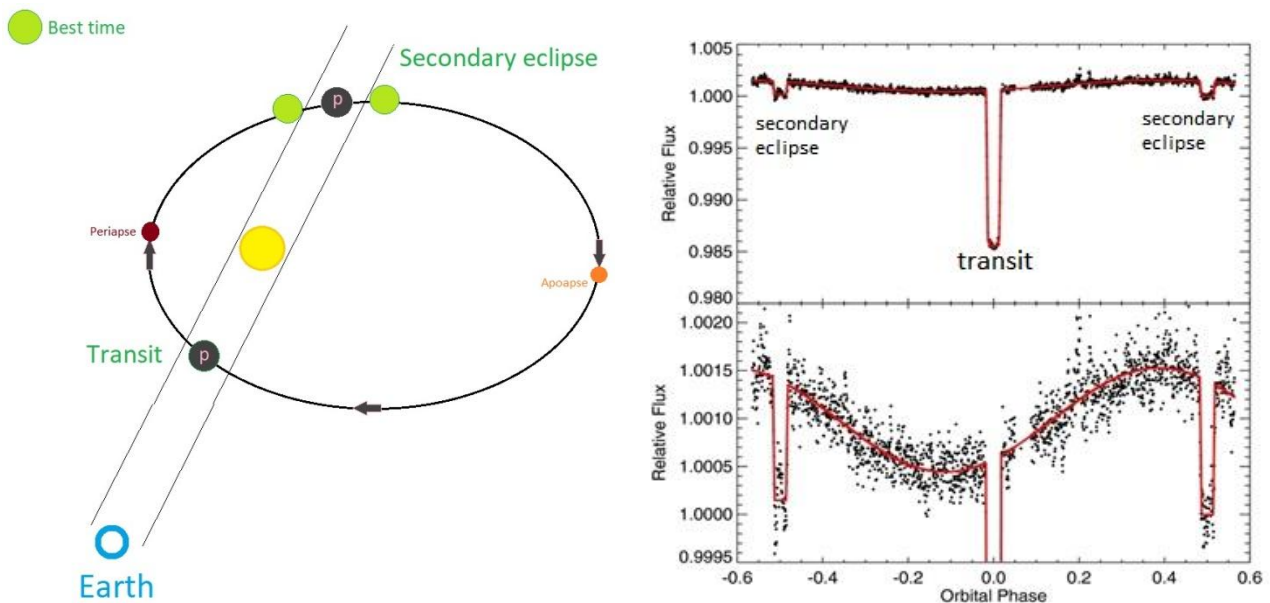 Best time
Secondary eclipse
p
Periapse
Apoapse
Transit
p
Earth
1.005
1.000
0.995
0.990
0.985
0.980
Relative Flux
secondary
eclipse
secondary
eclipse
transit
1.0020
1.0015
1.0010
1.0005
1.0000
0.9995
Relative Flux
-0.6
-0.4
-0.2
0.0
0.2
0.4
0.6
Orbital Phase